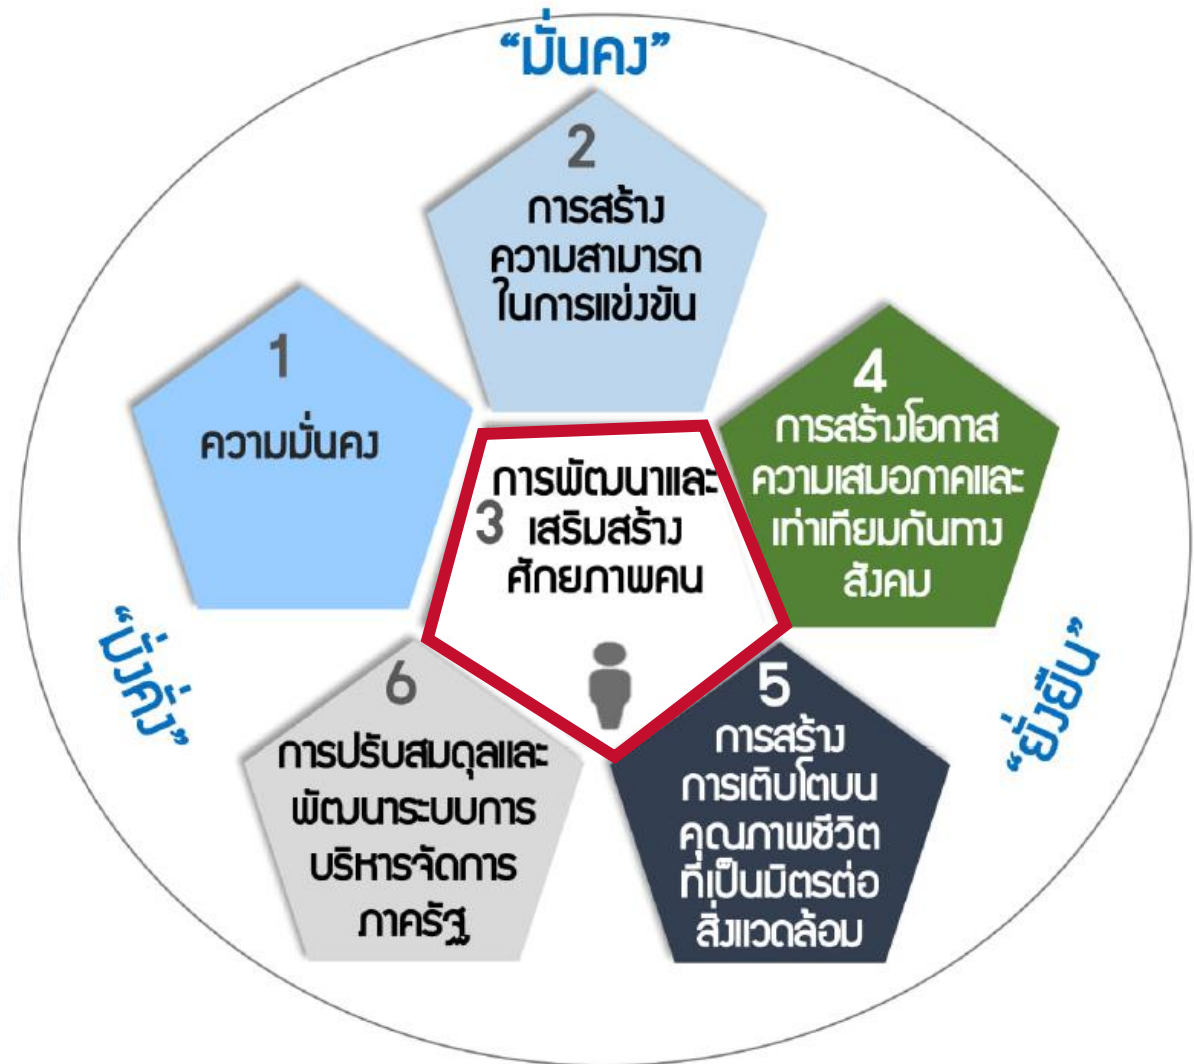 “มั่นคง”
2
การสร้าง
ความสามารถ
ในการแข่งขัน
1
ความมั่นคง
4
การสร้างโอกาส
ความเสมอภาคและ
เท่าเทียมกันทาง
สังคม
การพัฒนาและ
3 เสริมสร้าง
ศักยภาพคน
“มั่งคั่ง”
“ยั่งยืน”
6
การปรับสมดุลและ
พัฒนาระบบการ
บริหารจัดการ
ภาครัฐ
5
การสร้าง
การเติบโตบน
คุณภาพชีวิต
ที่เป็นมิตรต่อ
สิ่งแวดล้อม